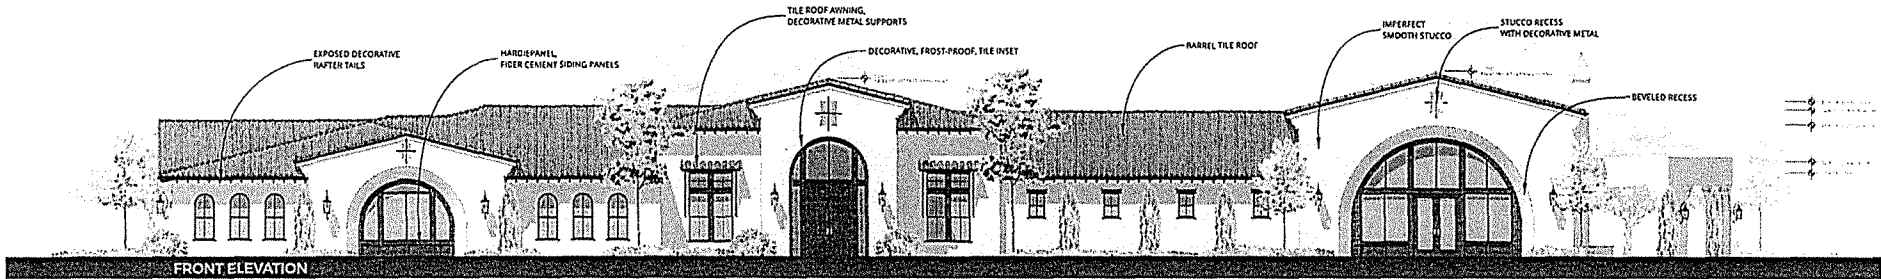 TILE ROOF AWNING,
DECORATIVE METAL SUPPORTS
IMPERFECT
SMOOTH STUCCO
STUCCO RECESS
WITH DECORATIVE METAL
EXPOSED DECORATIVE
RAFTER TAILS
HARDIEPANEL,
FIBER CEMENT SIDING PANELS
DECORATIVE, FROST-PROOF, TILE INSET
BARREL TILE ROOF
BEVELED RECESS
FRONT ELEVATION